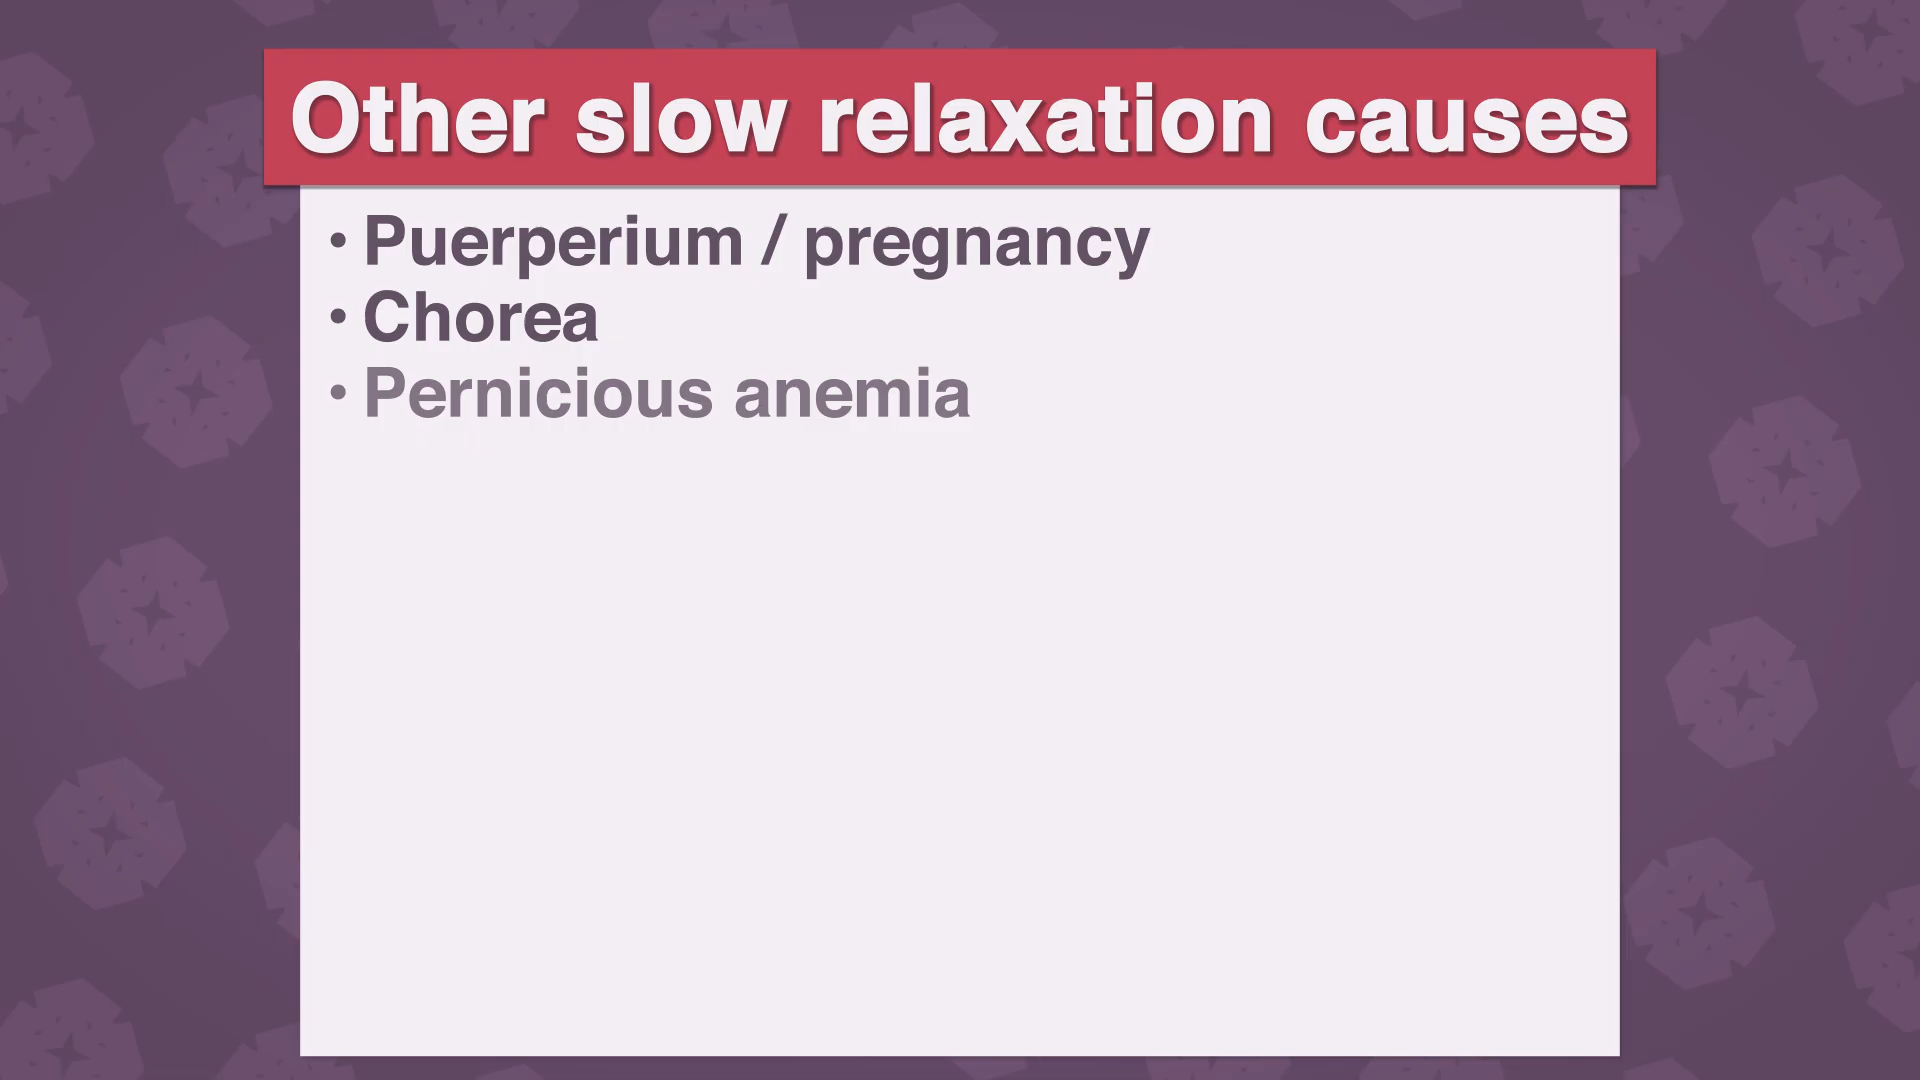 Other slow relaxation causes
• Puerperium / pregnancy
• Chorea
• Pernicious anemia